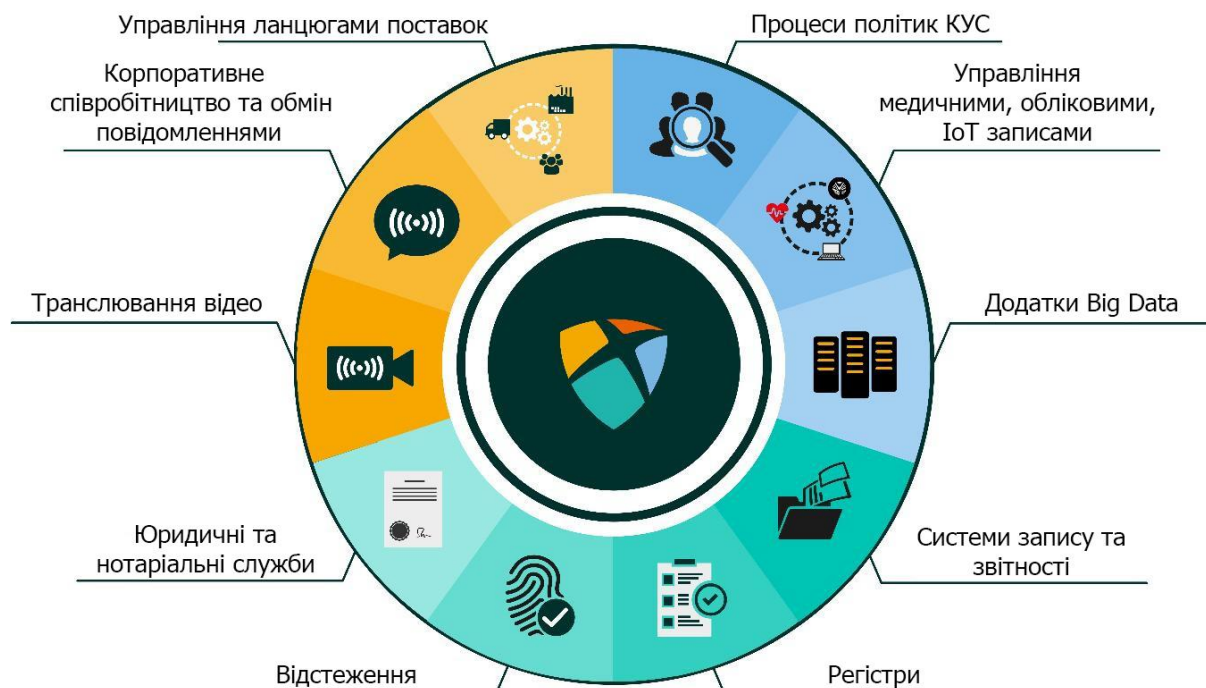 Управління ланцюгами поставок
Процеси політик КУС
Корпоративне
співробітництво та обмін
повідомленнями
Управління
медичними, обліковими,
ІоТ записами
Транслювання відео
Додатки Big Data
Юридичні та
нотаріальні служби
Системи запису та
звітності
Відстеження
Регістри